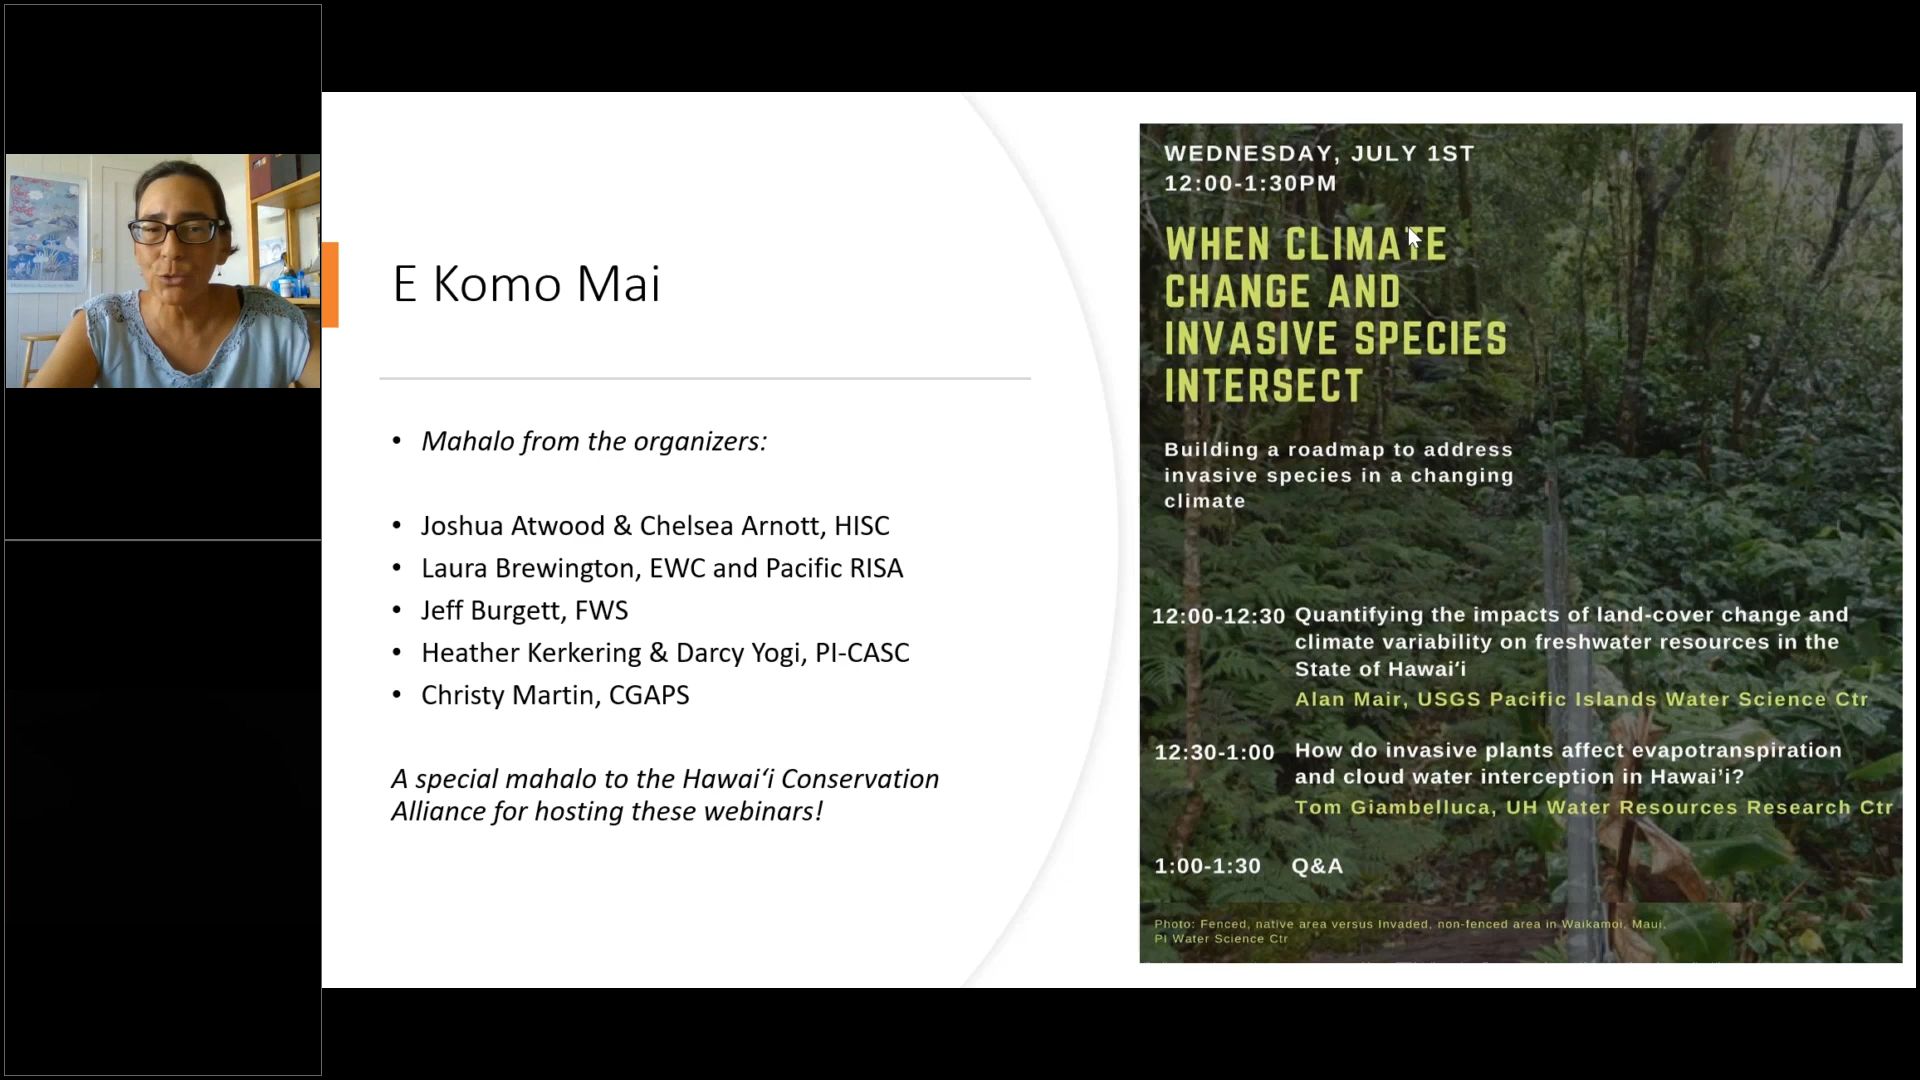 E Komo Mai
• Mahalo from the organizers:
• Joshua Atwood & Chelsea Arnott, HISC
• Laura Brewington, EWC and Pacific RISA
• Jeff Burgett, FWS
• Heather Kerkering & Darcy Yogi, PI-CASC
• Christy Martin, CGAPS
A special mahalo to the Hawai‘i Conservation
Alliance for hosting these webinars!
WEDNESDAY, JULY 1ST
12:00-1:30PM
WHEN CLIMATE
CHANGE AND
INVASIVE SPECIES
INTERSECT
Building a roadmap to address
invasive species in a changing
climate
12:00-12:30 Quantifying the impacts of land-cover change and
climate variability on freshwater resources in the
State of Hawaiʻi
Alan Mair, USGS Pacific Islands Water Science Ctr
12:30-1:00 How do invasive plants affect evapotranspiration
and cloud water interception in Hawai’i?
Tom Giambelluca, UH Water Resources Research Ctr
1:00-1:30 Q&A
Photo: Fenced, native area versus Invaded, non-fenced area in Waikamoi, Maui.
PI Water Science Ctr